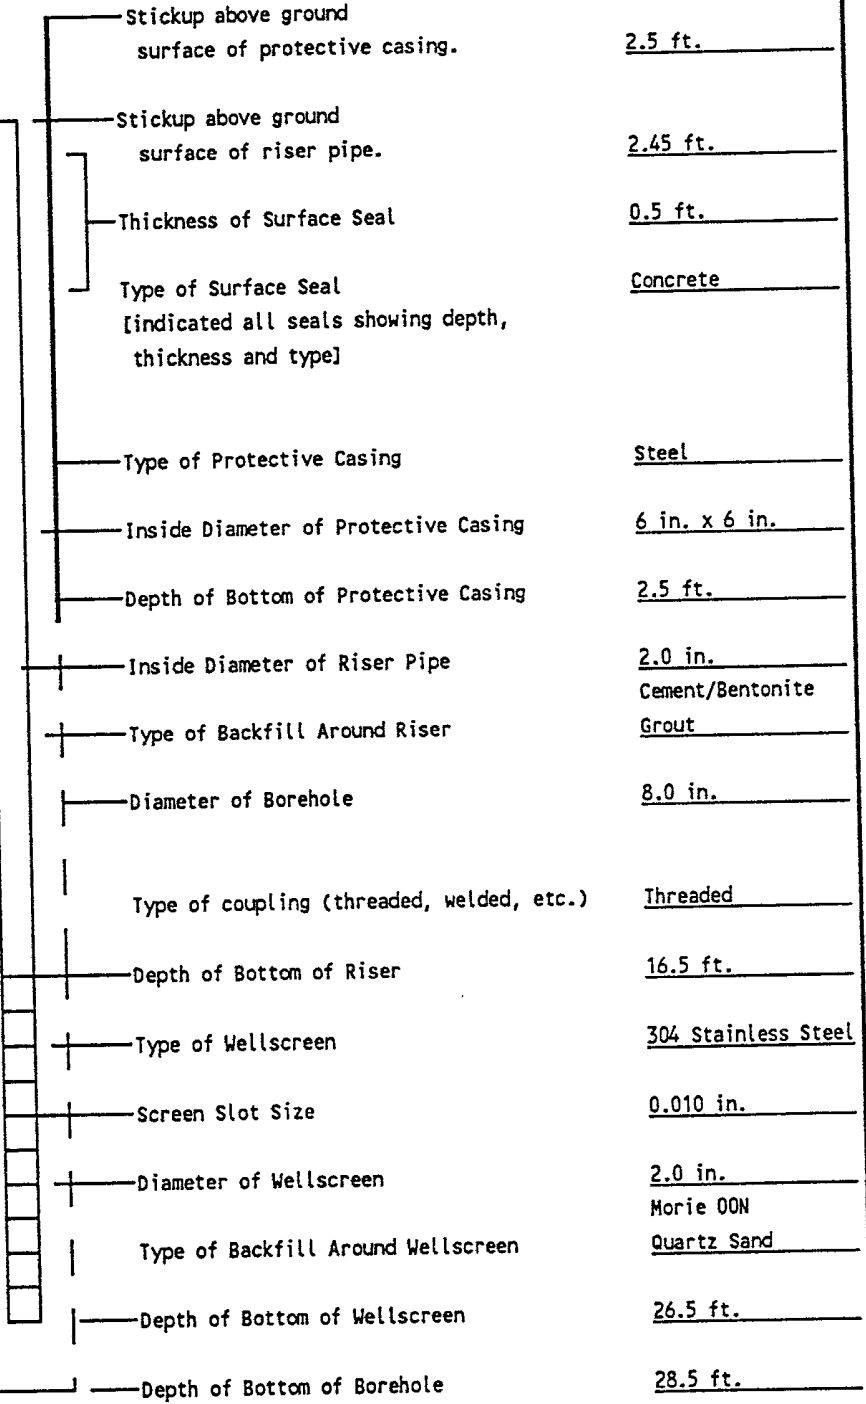 Stickup above ground
surface of protective casing. 2.5 ft.
Stickup above ground
surface of riser pipe. 2.45 ft.
Thickness of Surface Seal 0.5 ft.
Type of Surface Seal Concrete
[indicated all seals showing depth,
thickness and type]
Type of Protective Casing Steel
Inside Diameter of Protective Casing 6 in. x 6 in.
Depth of Bottom of Protective Casing 2.5 ft.
Inside Diameter of Riser Pipe 2.0 in.
Cement/Bentonite
Type of Backfill Around Riser Grout
Diameter of Borehole 8.0 in.
Type of coupling (threaded, welded, etc.) Threaded
Depth of Bottom of Riser 16.5 ft.
Type of Wellscreen 304 Stainless Steel
Screen Slot Size 0.010 in.
Diameter of Wellscreen 2.0 in.
Morie 00N
Type of Backfill Around Wellscreen Quartz Sand
Depth of Bottom of Wellscreen 26.5 ft.
Depth of Bottom of Borehole 28.5 ft.